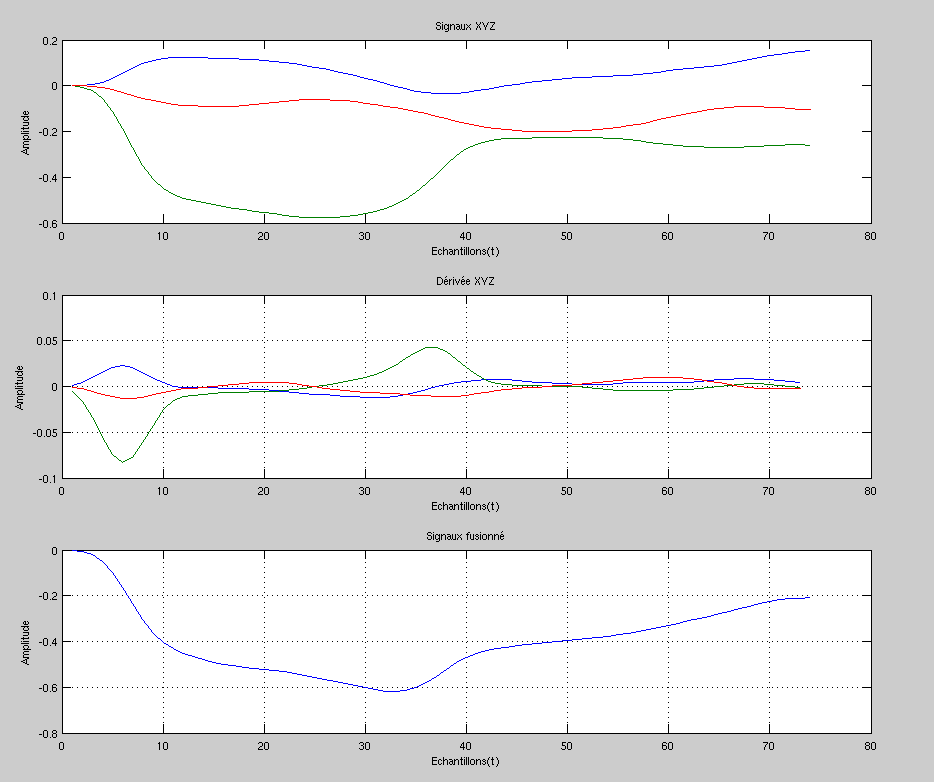 Signaux XYZ
0.2
0
-0.2
-0.4
-0.6
Amplitude
0 10 20 30 40 50 60 70 80
Echantillons(t)
Dérivée XYZ
0.1
0.05
0
-0.05
-0.1
Amplitude
0 10 20 30 40 50 60 70 80
Echantillons(t)
Signaux fusionné
0
-0.2
-0.4
-0.6
-0.8
Amplitude
0 10 20 30 40 50 60 70 80
Echantillons(t)